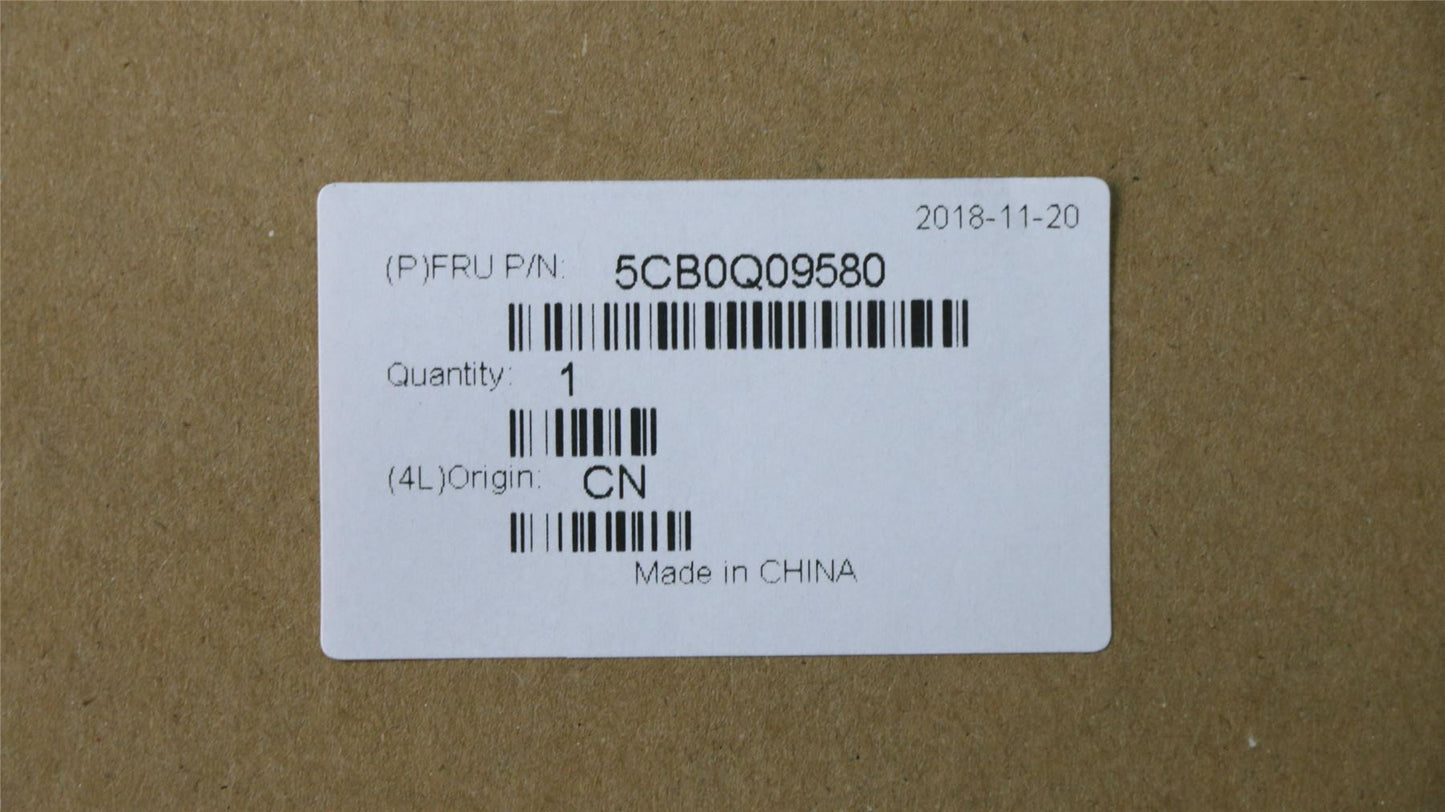 2018-11-20
(P)FRU P/N: 5CB0Q09580
Quantity: 1
(4L)Origin: CN
Made in CHINA